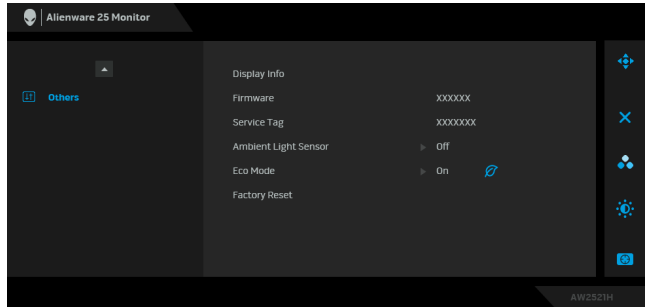 Alienware 25 Monitor
Others
Display Info
Firmware XXXXXX
Service Tag XXXXXXX
Ambient Light Sensor Off
Eco Mode On
Factory Reset
AW2521H